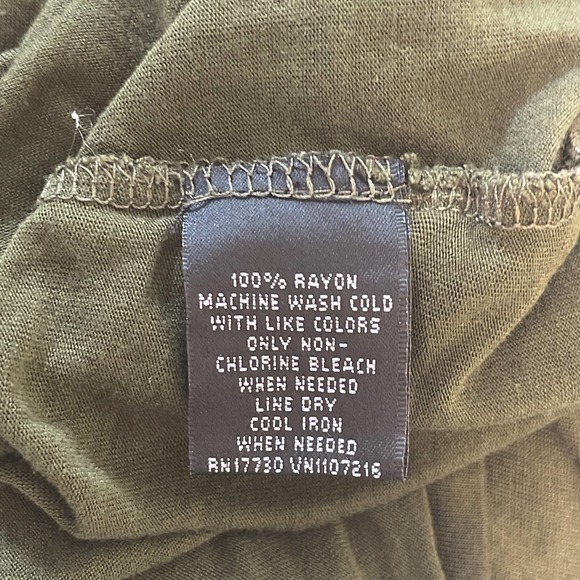 100% RAYON
MACHINE WASH COLD
WITH LIKE COLORS
ONLY NON-
CHLORINE BLEACH
WHEN NEEDED
LINE DRY
COOL IRON
WHEN NEEDED
RN17730 VN1107216